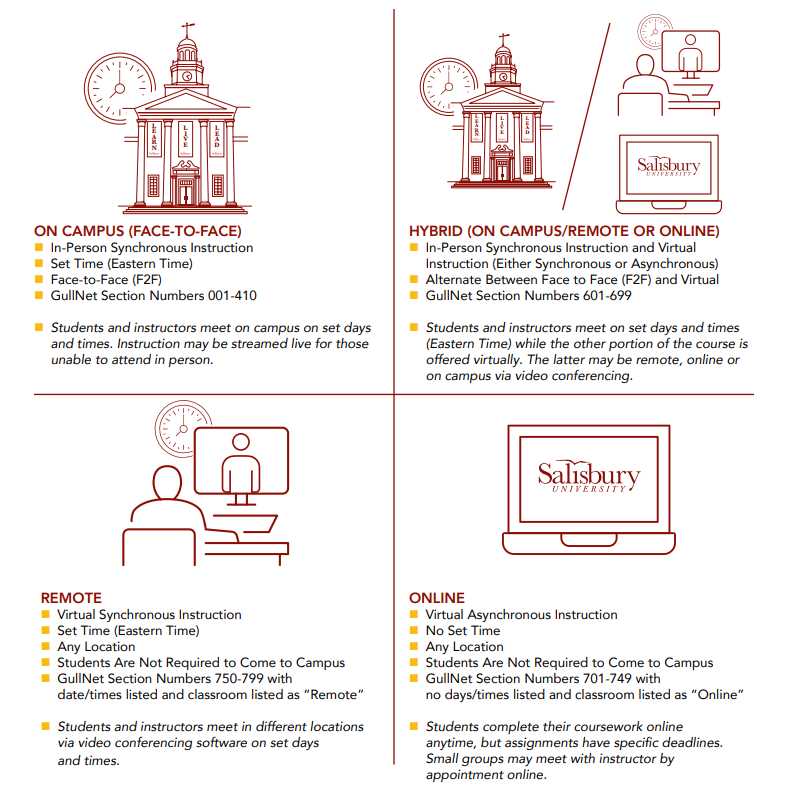 LEARN
LIVE
LEAD
ON CAMPUS (FACE-TO-FACE)
In-Person Synchronous Instruction
Set Time (Eastern Time)
Face-to-Face (F2F)
GullNet Section Numbers 001-410
Students and instructors meet on campus on set days
and times. Instruction may be streamed live for those
unable to attend in person.
LEARN
LIVE
LEAD
Salisbury
UNIVERSITY
HYBRID (ON CAMPUS/REMOTE OR ONLINE)
In-Person Synchronous Instruction and Virtual
Instruction (Either Synchronous or Asynchronous)
Alternate Between Face to Face (F2F) and Virtual
GullNet Section Numbers 601-699
Students and instructors meet on set days and times
(Eastern Time) while the other portion of the course is
offered virtually. The latter may be remote, online or
on campus via video conferencing.
REMOTE
Virtual Synchronous Instruction
Set Time (Eastern Time)
Any Location
Students Are Not Required to Come to Campus
GullNet Section Numbers 750-799 with
date/times listed and classroom listed as “Remote”
Students and instructors meet in different locations
via video conferencing software on set days
and times.
Salisbury
UNIVERSITY
ONLINE
Virtual Asynchronous Instruction
No Set Time
Any Location
Students Are Not Required to Come to Campus
GullNet Section Numbers 701-749 with
no days/times listed and classroom listed as “Online”
Students complete their coursework online
anytime, but assignments have specific deadlines.
Small groups may meet with instructor by
appointment online.